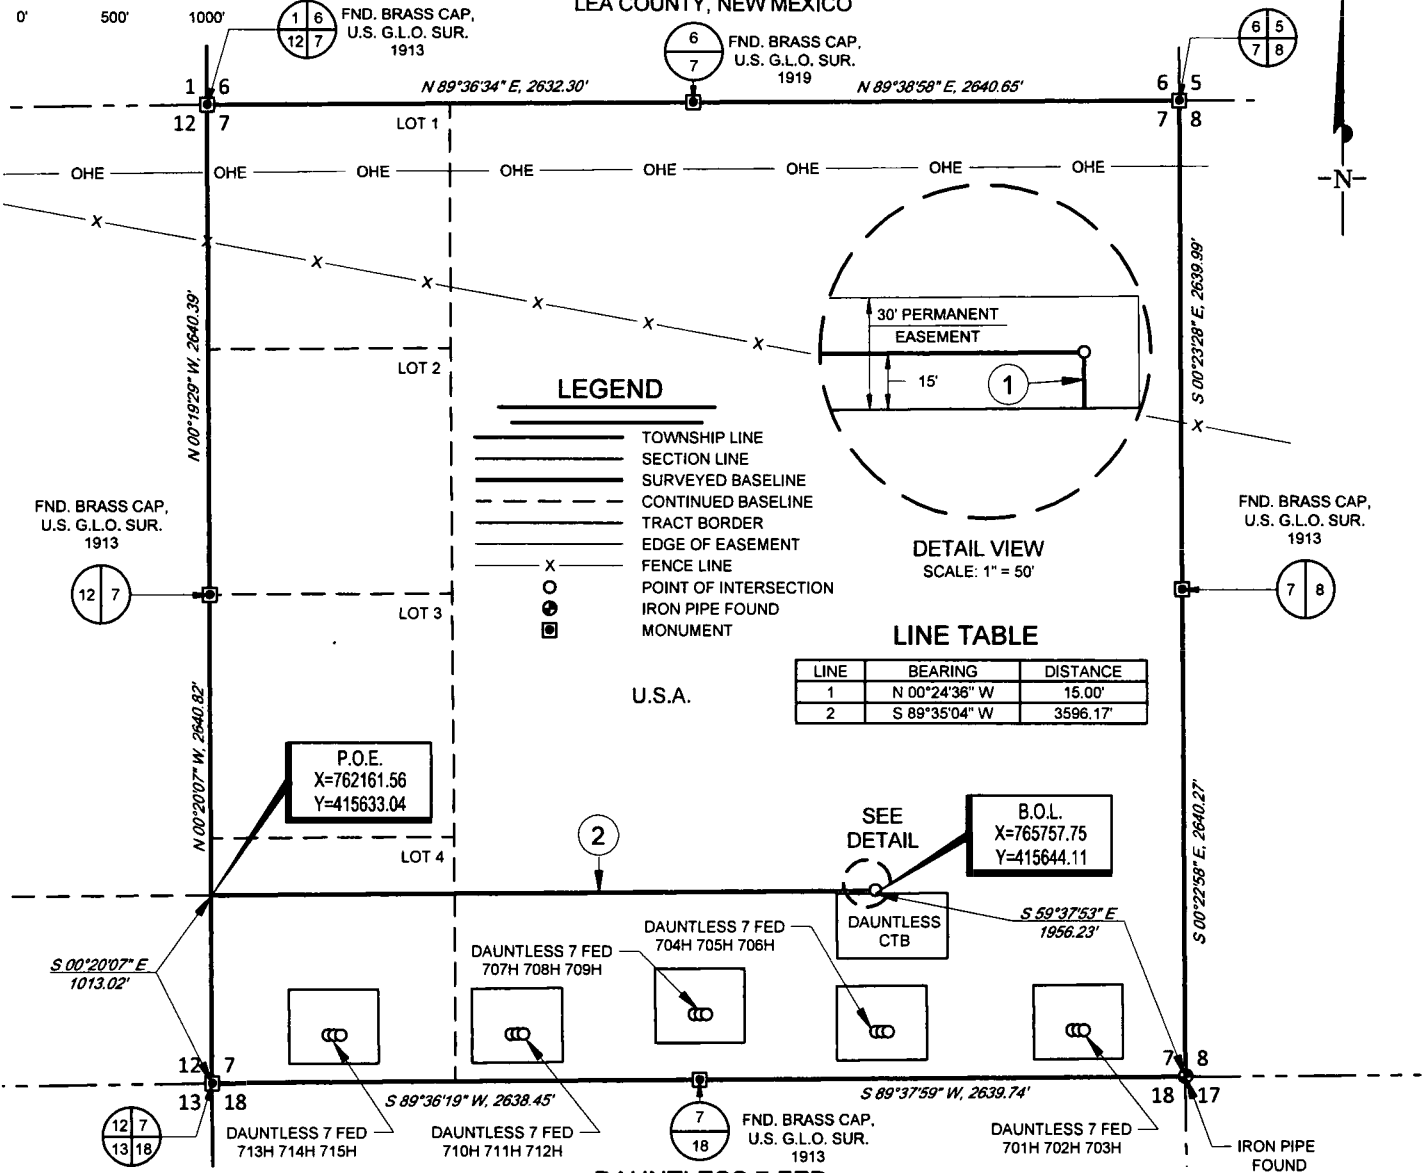 LEA COUNTY, NEW MEXICO
0' 500' 1000'
1 6
12 7
FND. BRASS CAP,
U.S. G.L.O. SUR.
1913
6
7
FND. BRASS CAP,
U.S. G.L.O. SUR.
1919
6 5
7 8
N 89°36'34" E, 2632.30'
N 89°38'58" E, 2640.65'
1 6
12 7
6 5
7 8
LOT 1
OHE OHE OHE OHE OHE OHE OHE OHE
-N-
X X X X X X X X
N 00°19'29" W, 2640.39'
S 00°23'28" E, 2639.99'
30' PERMANENT
EASEMENT
15'
1
LOT 2
LEGEND
TOWNSHIP LINE
SECTION LINE
SURVEYED BASELINE
CONTINUED BASELINE
TRACT BORDER
EDGE OF EASEMENT
X FENCE LINE
POINT OF INTERSECTION
IRON PIPE FOUND
MONUMENT
DETAIL VIEW
SCALE: 1" = 50'
FND. BRASS CAP,
U.S. G.L.O. SUR.
1913
12 7
FND. BRASS CAP,
U.S. G.L.O. SUR.
1913
7 8
LOT 3
LINE TABLE
LINE BEARING DISTANCE
1 N 00°24'36" W 15.00'
2 S 89°35'04" W 3596.17'
U.S.A.
N 00°20'07" W, 2640.82'
S 00°22'58" E, 2640.27'
P.O.E.
X=762161.56
Y=415633.04
2
SEE
DETAIL
B.O.L.
X=765757.75
Y=415644.11
LOT 4
DAUNTLESS
CTB
S 59°37'53" E
1956.23'
DAUNTLESS 7 FED
704H 705H 706H
DAUNTLESS 7 FED
707H 708H 709H
S 00°20'07" E
1013.02'
12 7
13 18
7 8
18 17
S 89°36'19" W, 2638.45'
S 89°37'59" W, 2639.74'
12 7
13 18
DAUNTLESS 7 FED
713H 714H 715H
DAUNTLESS 7 FED
710H 711H 712H
7
18
FND. BRASS CAP,
U.S. G.L.O. SUR.
1913
DAUNTLESS 7 FED
701H 702H 703H
IRON PIPE
FOUND
DAUNTLESS 7 FED